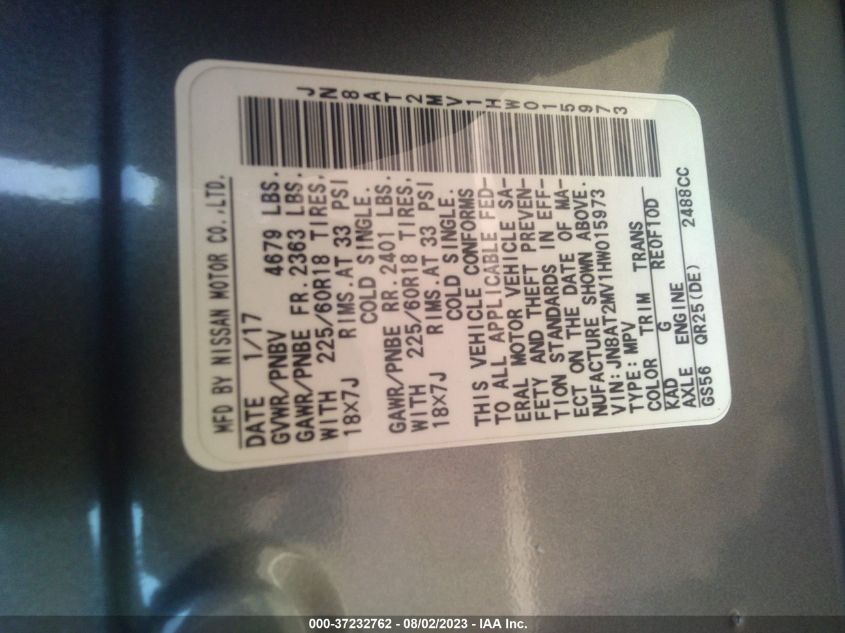 MFD BY NISSAN MOTOR CO.,LTD.
DATE 1/17
GVWR/PNBV 4679 LBS.
GAWR/PNBE FR.2363 LBS.
WITH 225/60R18 TIRES,
18X7J RIMS.AT 33 PSI
COLD SINGLE.
GAWR/PNBE RR.2401 LBS.
WITH 225/60R18 TIRES,
18X7J RIMS.AT 33 PSI
COLD SINGLE.
THIS VEHICLE CONFORMS
TO ALL APPLICABLE FED-
ERAL MOTOR VEHICLE SA-
FETY AND THEFT PREVEN-
TION STANDARDS IN EFF-
ECT ON THE DATE OF MA-
NUFACTURE SHOWN ABOVE.
VIN:JN8AT2MV1HW015973
TYPE:MPV
COLOR TRIM TRANS
KAD G RE0F10D
AXLE ENGINE
GS56 QR25(DE) 2488CC
JN8AT2MV1HW015973
000-37232762 - 08/02/2023 - IAA Inc.